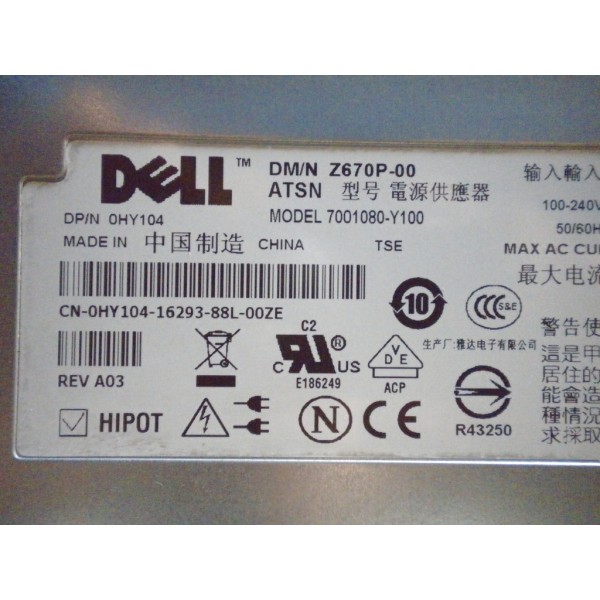 DELL™
DM/N Z670P-00
ATSN 型号 電源供應器
MODEL 7001080-Y100
DP/N 0HY104
MADE IN 中国制造 CHINA
TSE
输入輸入
100-240V
50/60H
MAX AC CU
最大电流
CN-0HY104-16293-88L-00ZE
10
CCC S&E
REV A03
C2
C UL US
E186249
VDE
ACP
生产厂:雅达电子有限公司
警告使
這是甲
居住的
能會造
種情況
求採取
☑ HIPOT
N
CE
R43250